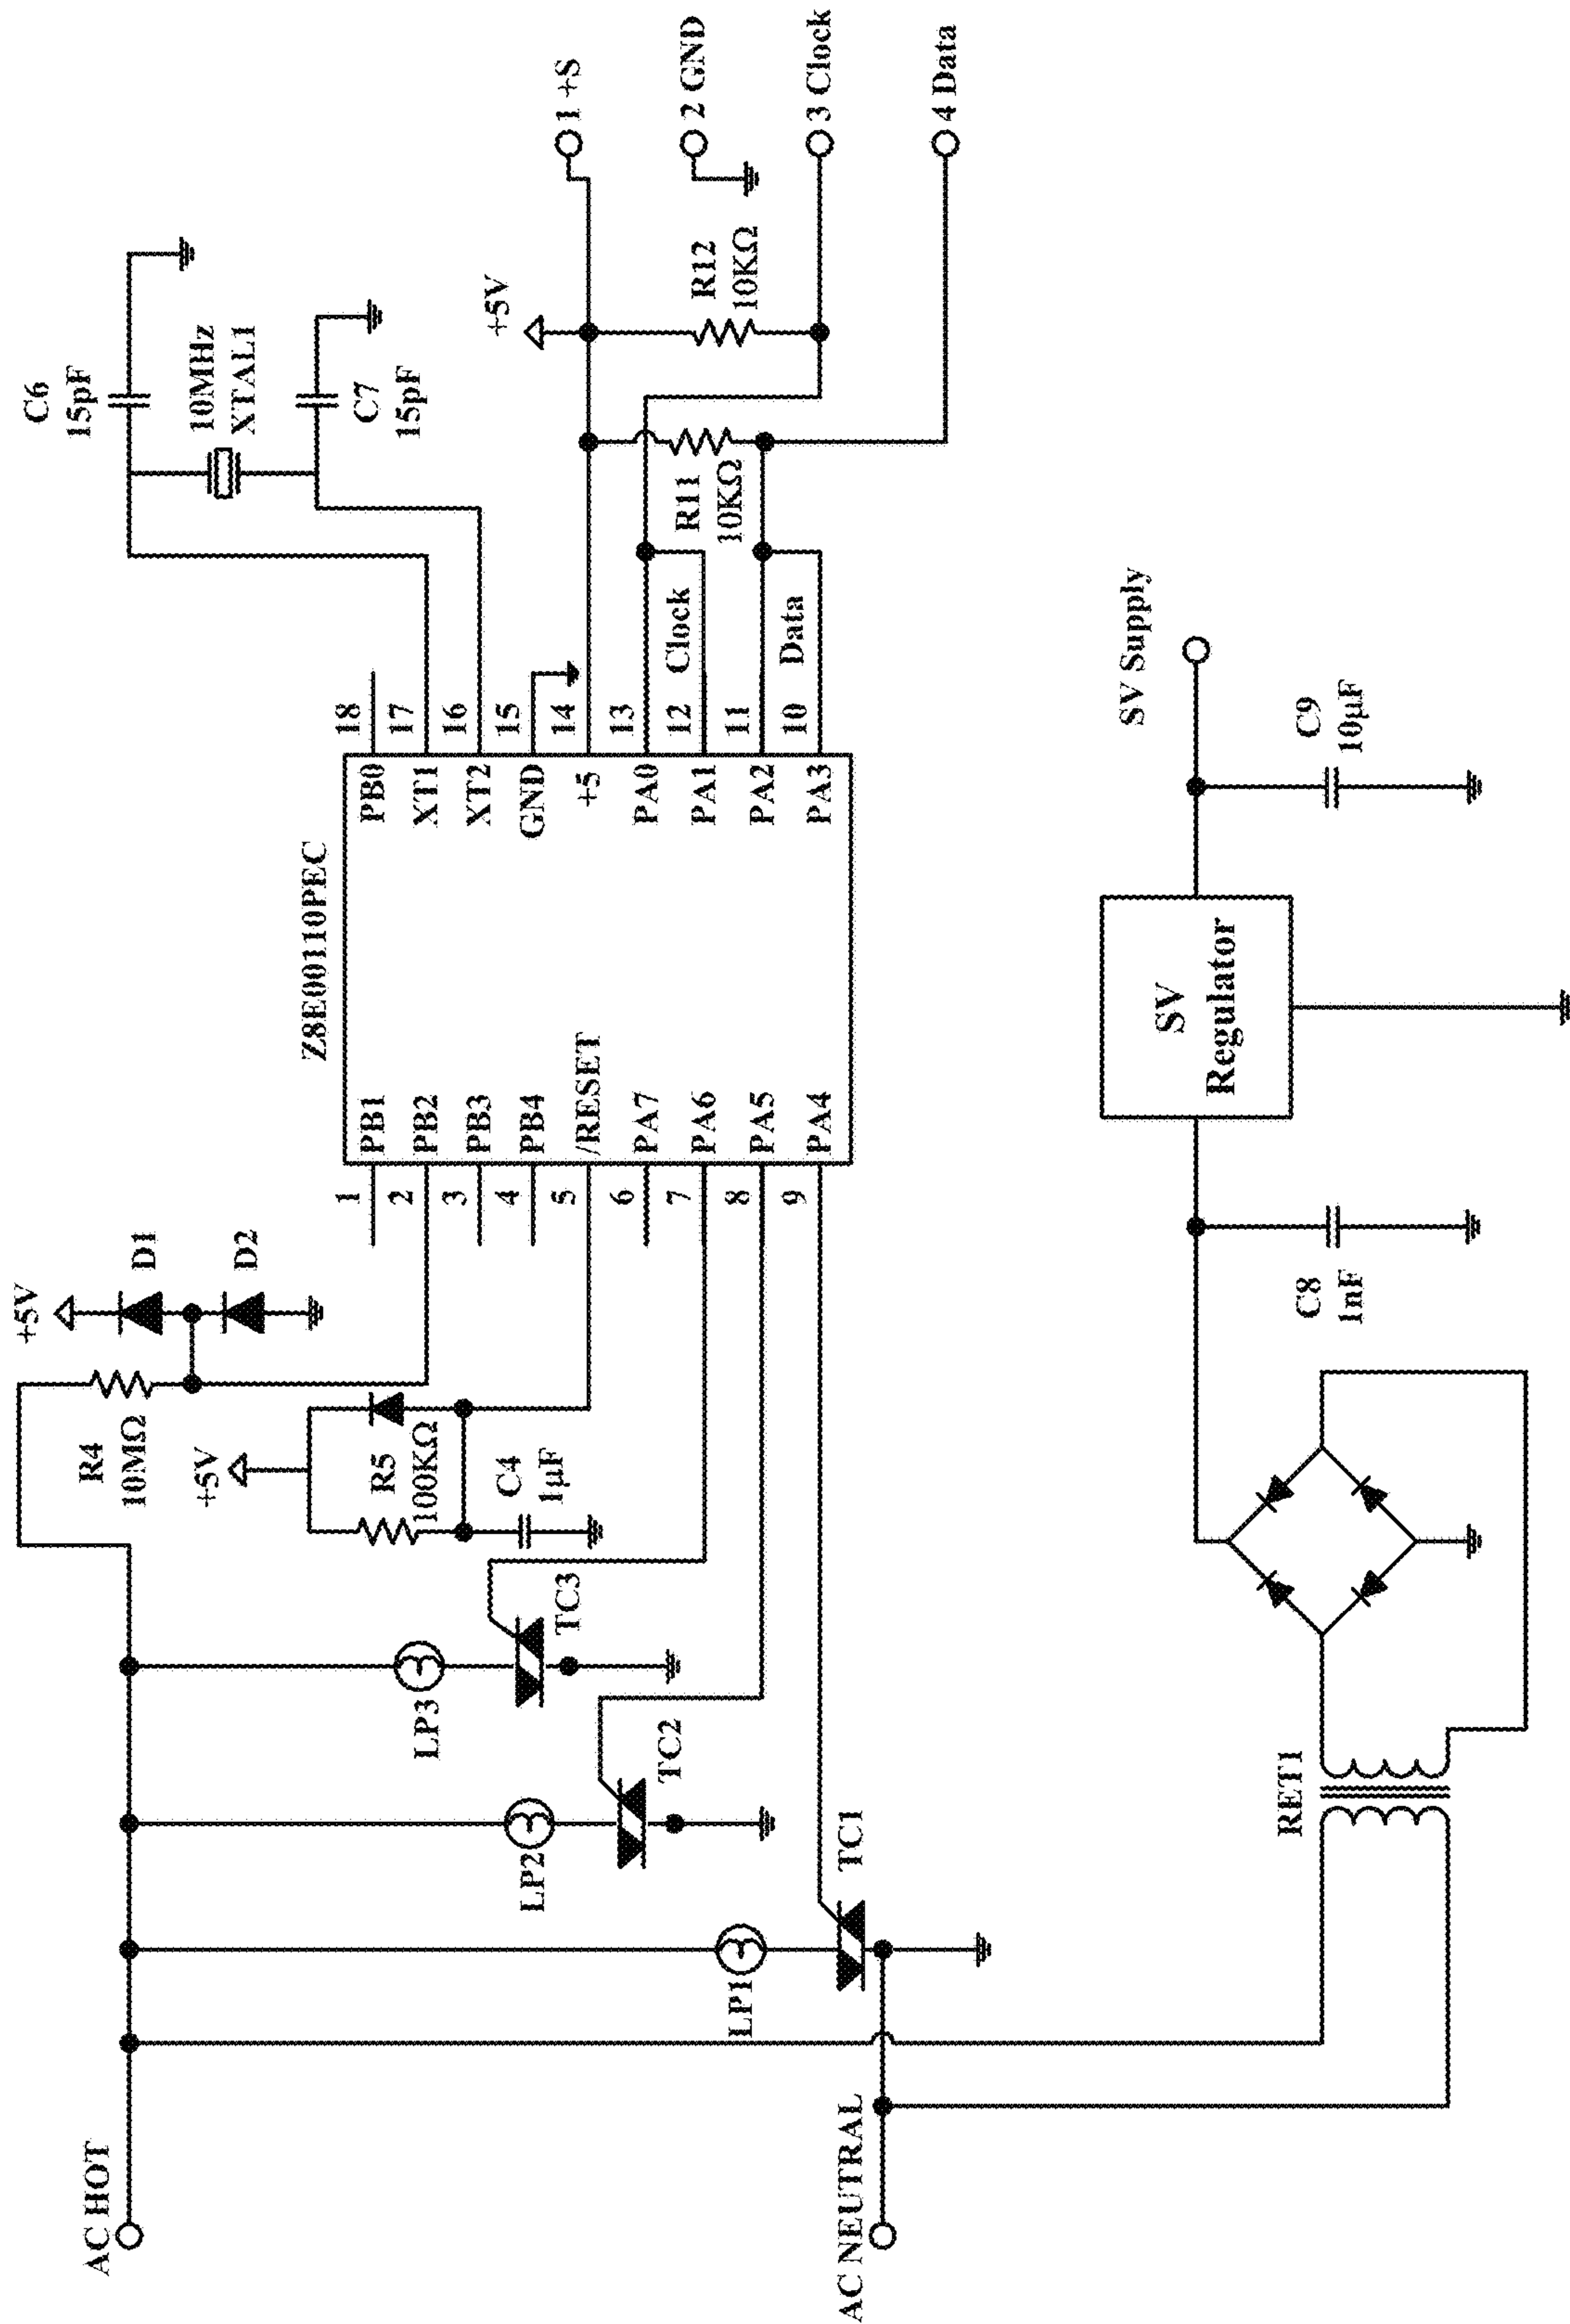 AC HOT
AC NEUTRAL
LP1
TC1
LP2
TC2
LP3
TC3
R4
10MΩ
+5V
D1
D2
+5V
R5
100KΩ
C4
1μF
Z8E00110PEC
1
2
3
4
5
6
7
8
9
PB1
PB2
PB3
PB4
/RESET
PA7
PA6
PA5
PA4
PB0
XT1
XT2
GND
+5
PA0
PA1
PA2
PA3
18
17
16
15
14
13
12
11
10
Clock
Data
C6
15pF
10MHz
XTAL1
C7
15pF
+5V
R11
10KΩ
R12
10KΩ
1 +S
2 GND
3 Clock
4 Data
RET1
C8
1nF
SV
Regulator
C9
10μF
SV Supply